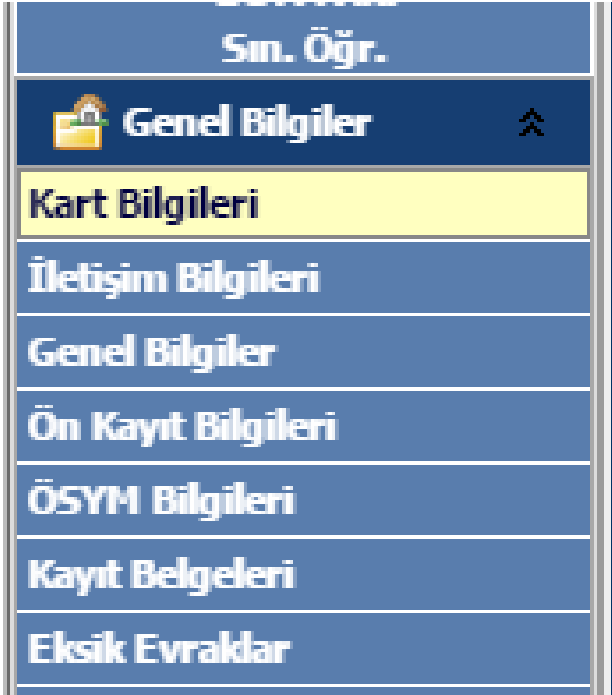 Sın. Öğr.
Genel Bilgiler
Kart Bilgileri
İletişim Bilgileri
Genel Bilgiler
Ön Kayıt Bilgileri
ÖSYM Bilgileri
Kayıt Belgeleri
Eksik Evraklar